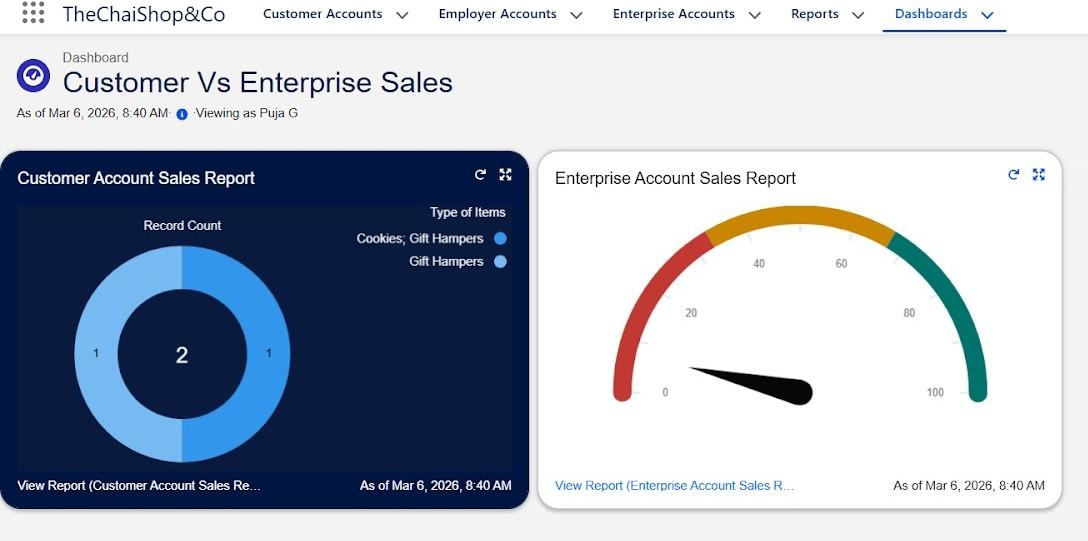 TheChaiShop&Co Customer Accounts Employer Accounts Enterprise Accounts Reports Dashboards
Dashboard
Customer Vs Enterprise Sales
As of Mar 6, 2026, 8:40 AM· i ·Viewing as Puja G
Customer Account Sales Report
Record Count
Type of Items
Cookies; Gift Hampers
Gift Hampers
1
2
1
View Report (Customer Account Sales Re...
As of Mar 6, 2026, 8:40 AM
Enterprise Account Sales Report
0
20
40
60
80
100
View Report (Enterprise Account Sales R...
As of Mar 6, 2026, 8:40 AM